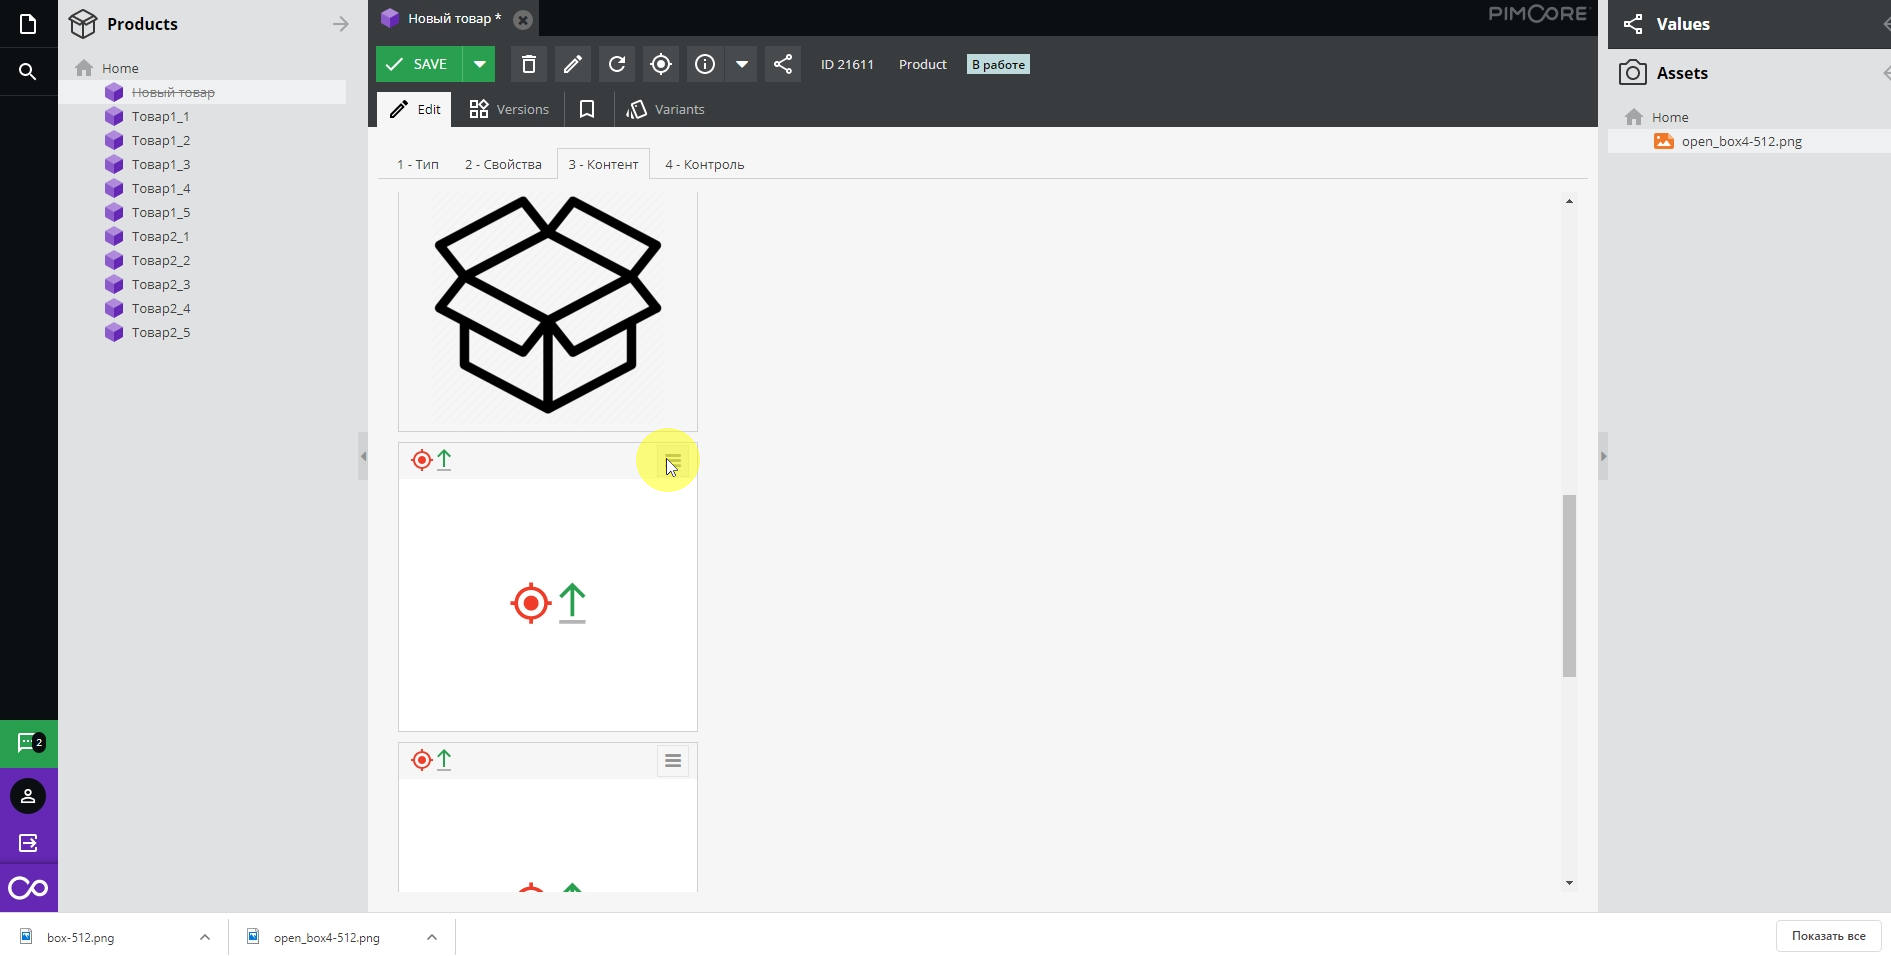 Products
Home
Новый товар
Товар1_1
Товар1_2
Товар1_3
Товар1_4
Товар1_5
Товар2_1
Товар2_2
Товар2_3
Товар2_4
Товар2_5
2
Новый товар *
PIMCORE
SAVE
ID 21611
Product
В работе
Edit
Versions
Variants
1 - Тип
2 - Свойства
3 - Контент
4 - Контроль
Values
Assets
Home
open_box4-512.png
box-512.png
open_box4-512.png
Показать все